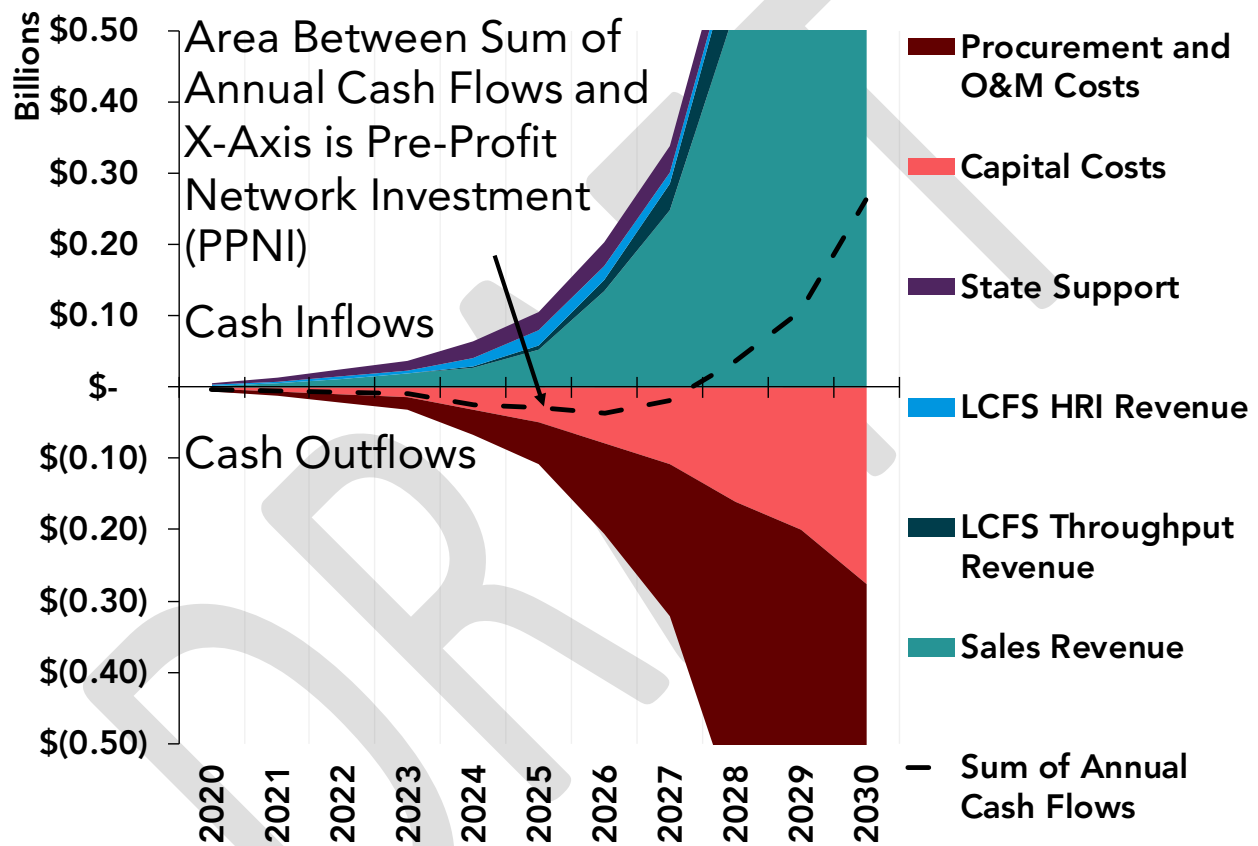 Billions
$0.50
$0.40
$0.30
$0.20
$0.10
$-
$(0.10)
$(0.20)
$(0.30)
$(0.40)
$(0.50)
Area Between Sum of
Annual Cash Flows and
X-Axis is Pre-Profit
Network Investment
(PPNI)
Cash Inflows
Cash Outflows
2020
2021
2022
2023
2024
2025
2026
2027
2028
2029
2030
Procurement and
O&M Costs
Capital Costs
State Support
LCFS HRI Revenue
LCFS Throughput
Revenue
Sales Revenue
Sum of Annual
Cash Flows
DRAFT